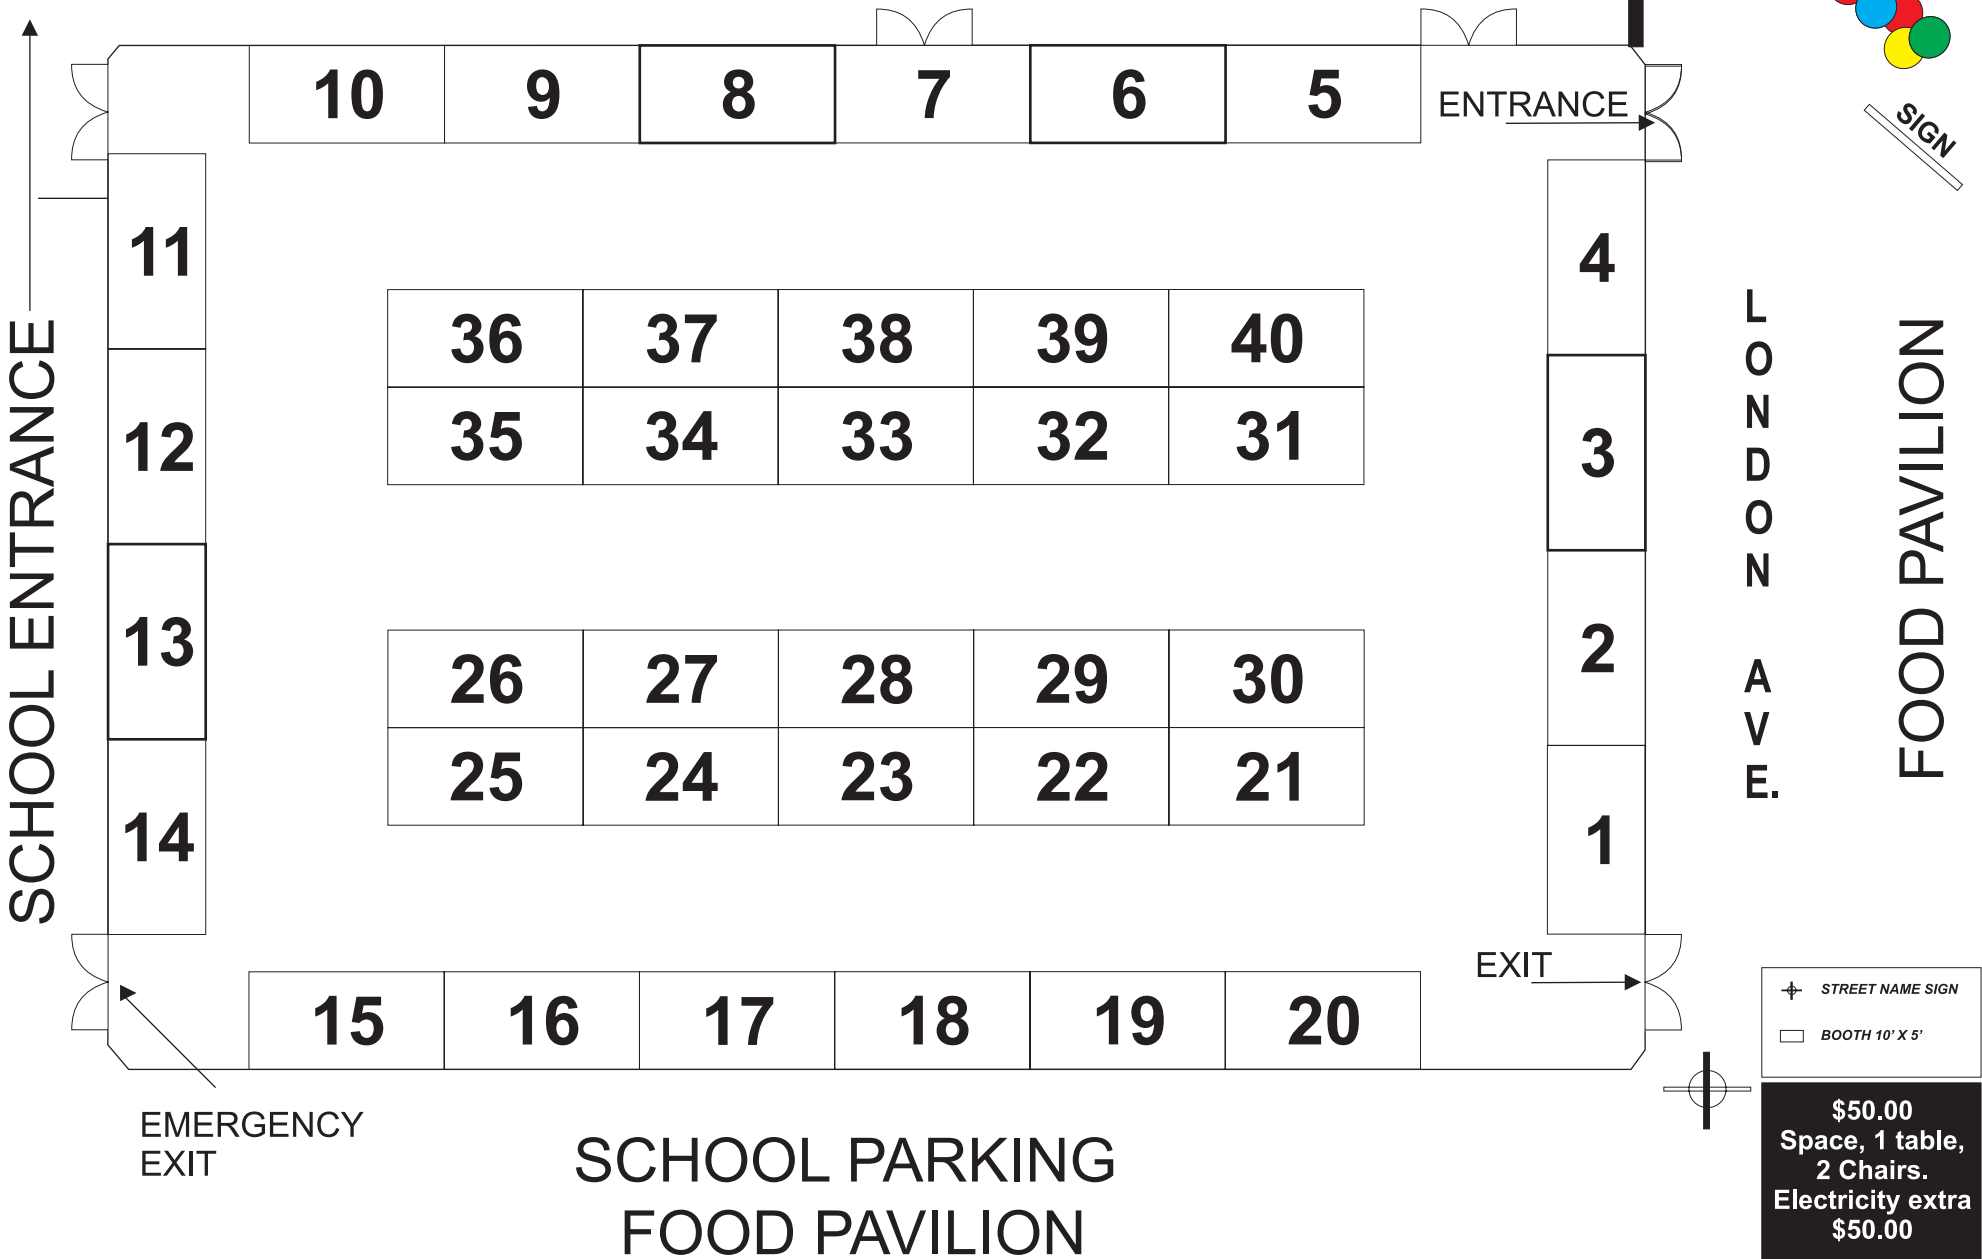 10 9 8 7 6 5
ENTRANCE
SIGN
11
12
13
14
4
3
2
1
36 37 38 39 40
35 34 33 32 31
26 27 28 29 30
25 24 23 22 21
15 16 17 18 19 20
SCHOOL ENTRANCE
LONDON AVE.
FOOD PAVILION
EXIT
EMERGENCY
EXIT
SCHOOL PARKING
FOOD PAVILION
STREET NAME SIGN
BOOTH 10' X 5'
$50.00
Space, 1 table,
2 Chairs.
Electricity extra
$50.00